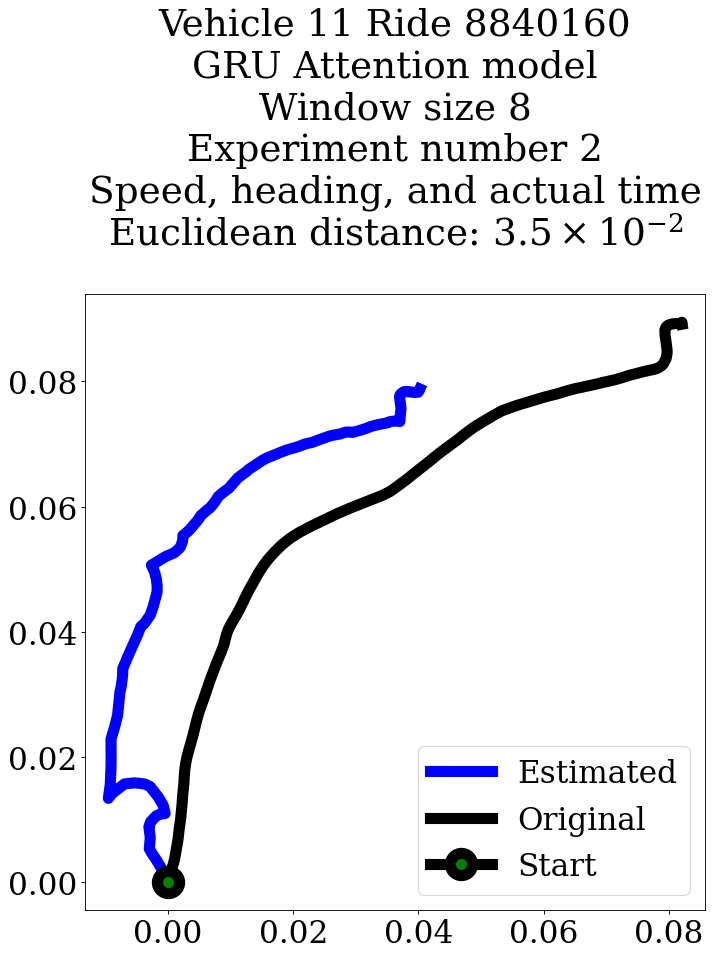 Vehicle 11 Ride 8840160
GRU Attention model
Window size 8
Experiment number 2
Speed, heading, and actual time
Euclidean distance: 3.5 × 10⁻²
0.08
0.06
0.04
0.02
0.00
Estimated
Original
Start
0.00 0.02 0.04 0.06 0.08